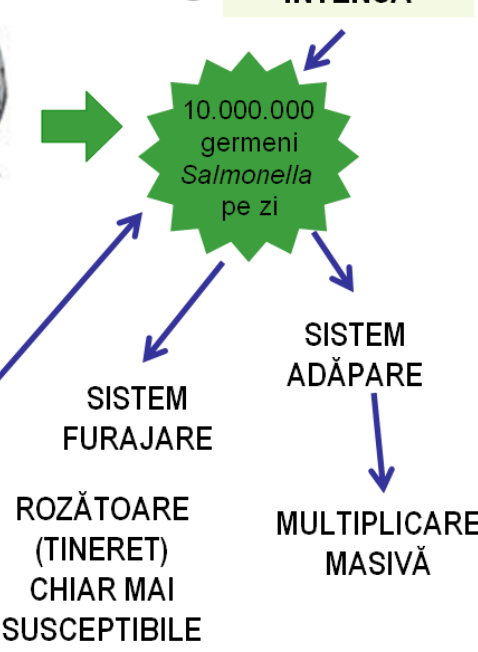 10.000.000
germeni
Salmonella
pe zi
SISTEM
ADĂPARE
SISTEM
FURAJARE
ROZĂTOARE
(TINERET)
CHIAR MAI
SUSCEPTIBILE
MULTIPLICARE
MASIVĂ